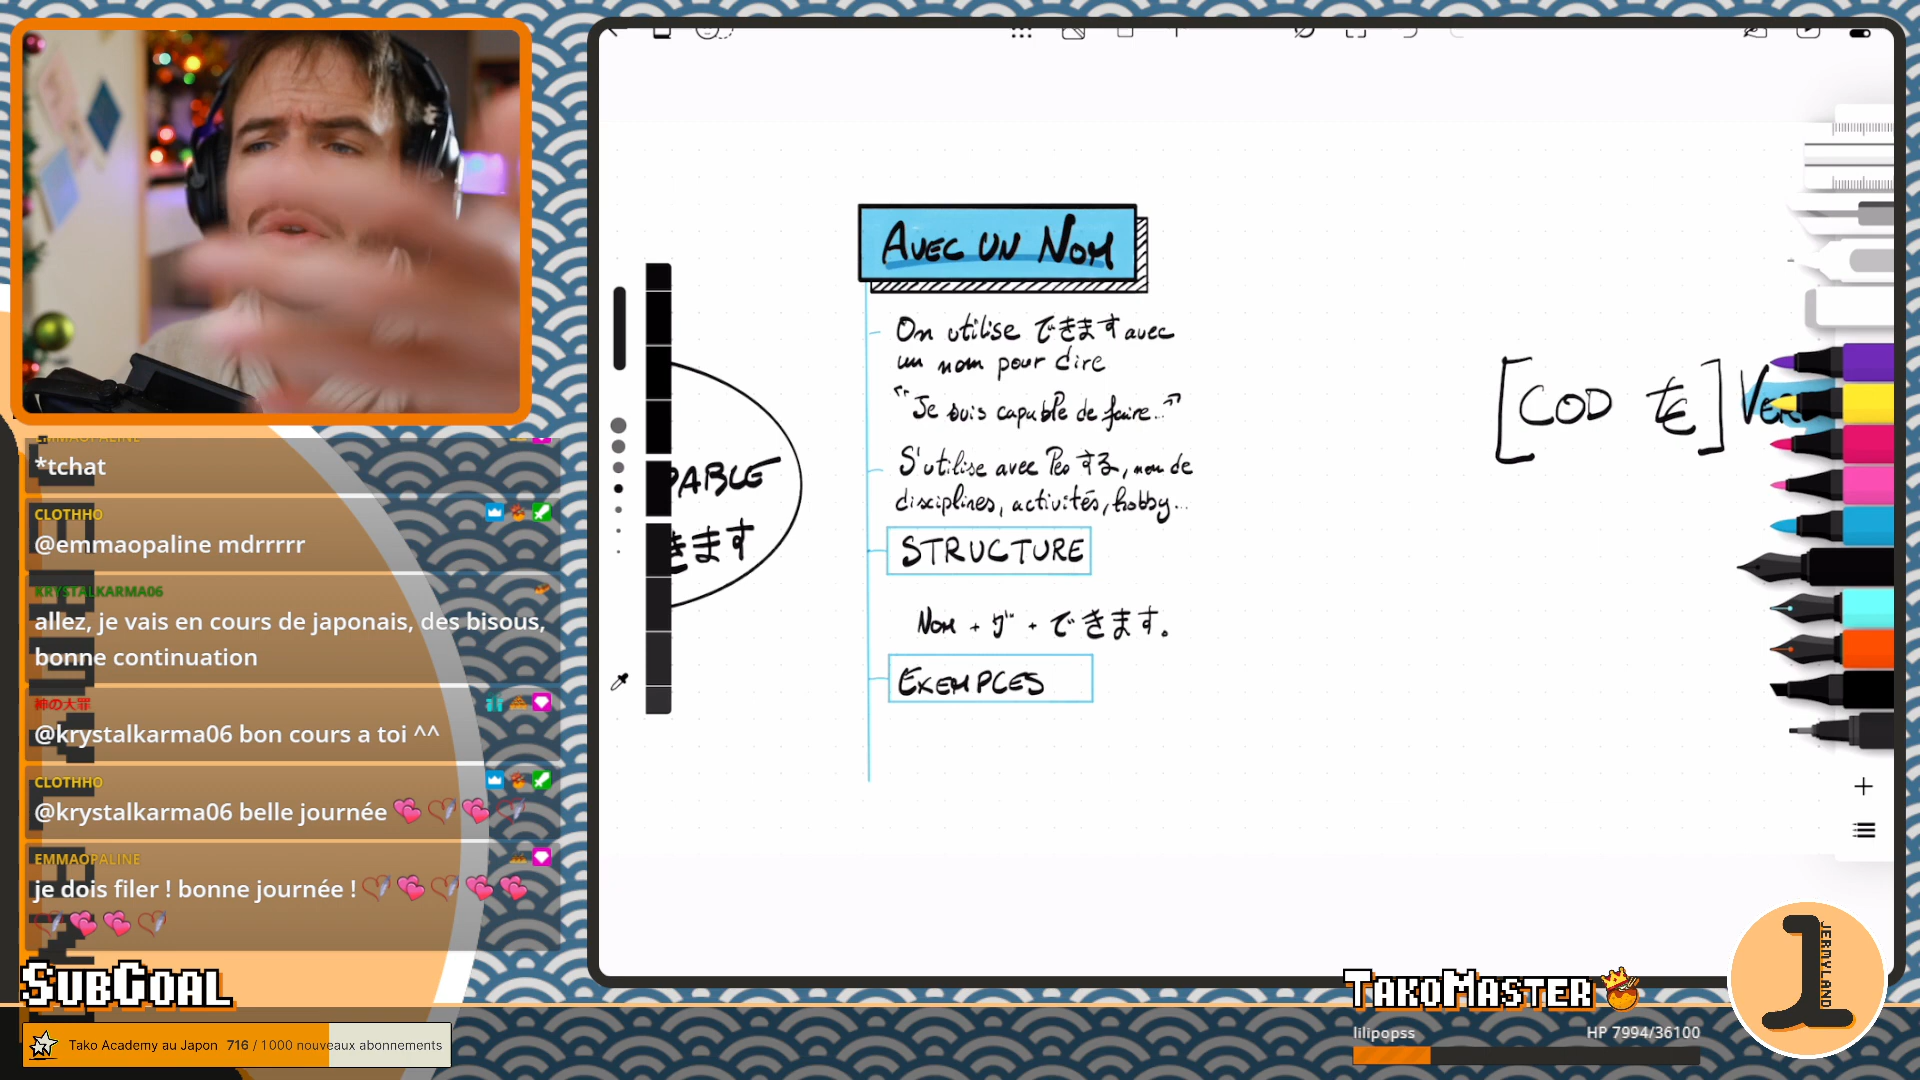 *tchat
CLOTHHO
@emmaopaline mdrrrrr
KRYSTALKARMA06
allez, je vais en cours de japonais, des bisous,
bonne continuation
神の大罪
@krystalkarma06 bon cours a toi ^^
CLOTHHO
@krystalkarma06 belle journée
EMMAOPALINE
je dois filer ! bonne journée !
SUBGOAL
Tako Academy au Japon 716 / 1000 nouveaux abonnements
AVEC UN NOM
On utilise できます avec
un nom pour dire
"Je suis capable de faire..."
S'utilise avec する, nom de
disciplines, activités, hobby...
STRUCTURE
Nom + が + できます。
EXEMPLES
PABLE
きます
[COD を]
TAKOMASTER
lilipopss HP 7994/36100
JERMYLAND